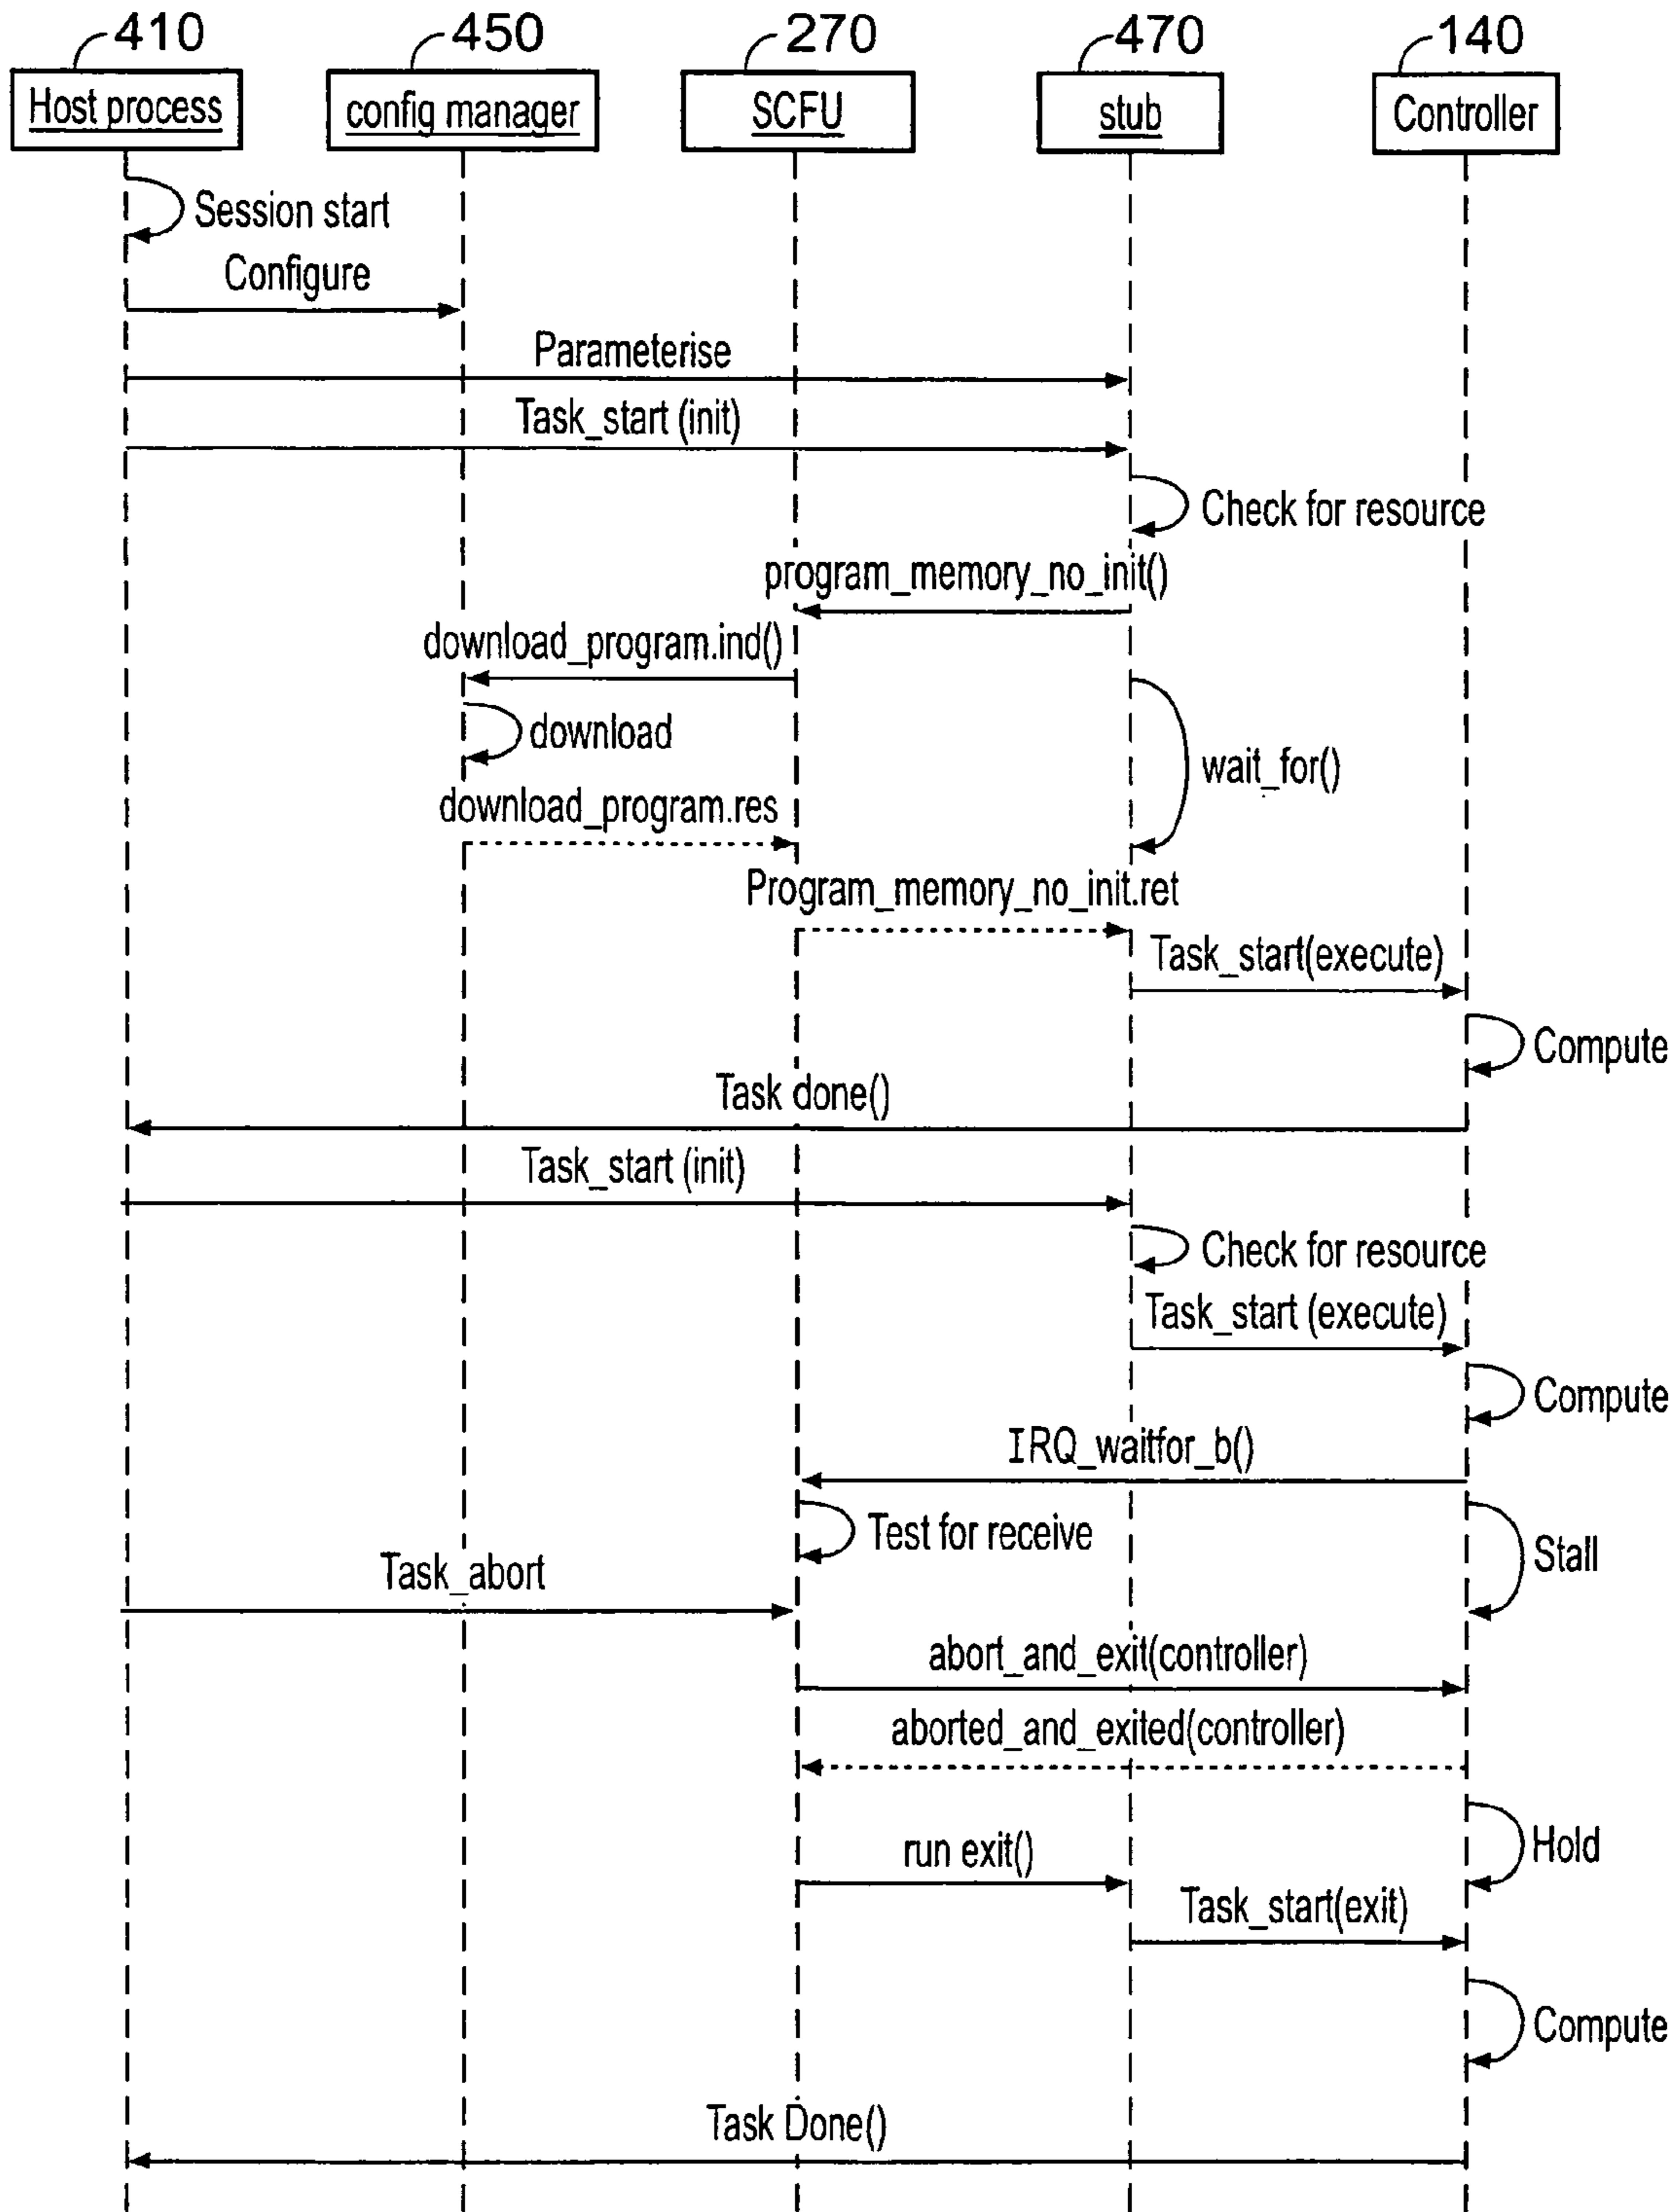 410 450 270 470 140
Host process config manager SCFU stub Controller
Session start
Configure
Parameterise
Task_start (init)
Check for resource
program_memory_no_init()
download_program.ind()
download
wait_for()
download_program.res
Program_memory_no_init.ret
Task_start(execute)
Compute
Task done()
Task_start (init)
Check for resource
Task_start (execute)
Compute
IRQ_waitfor_b()
Test for receive
Stall
Task_abort
abort_and_exit(controller)
aborted_and_exited(controller)
Hold
run exit()
Task_start(exit)
Compute
Task Done()